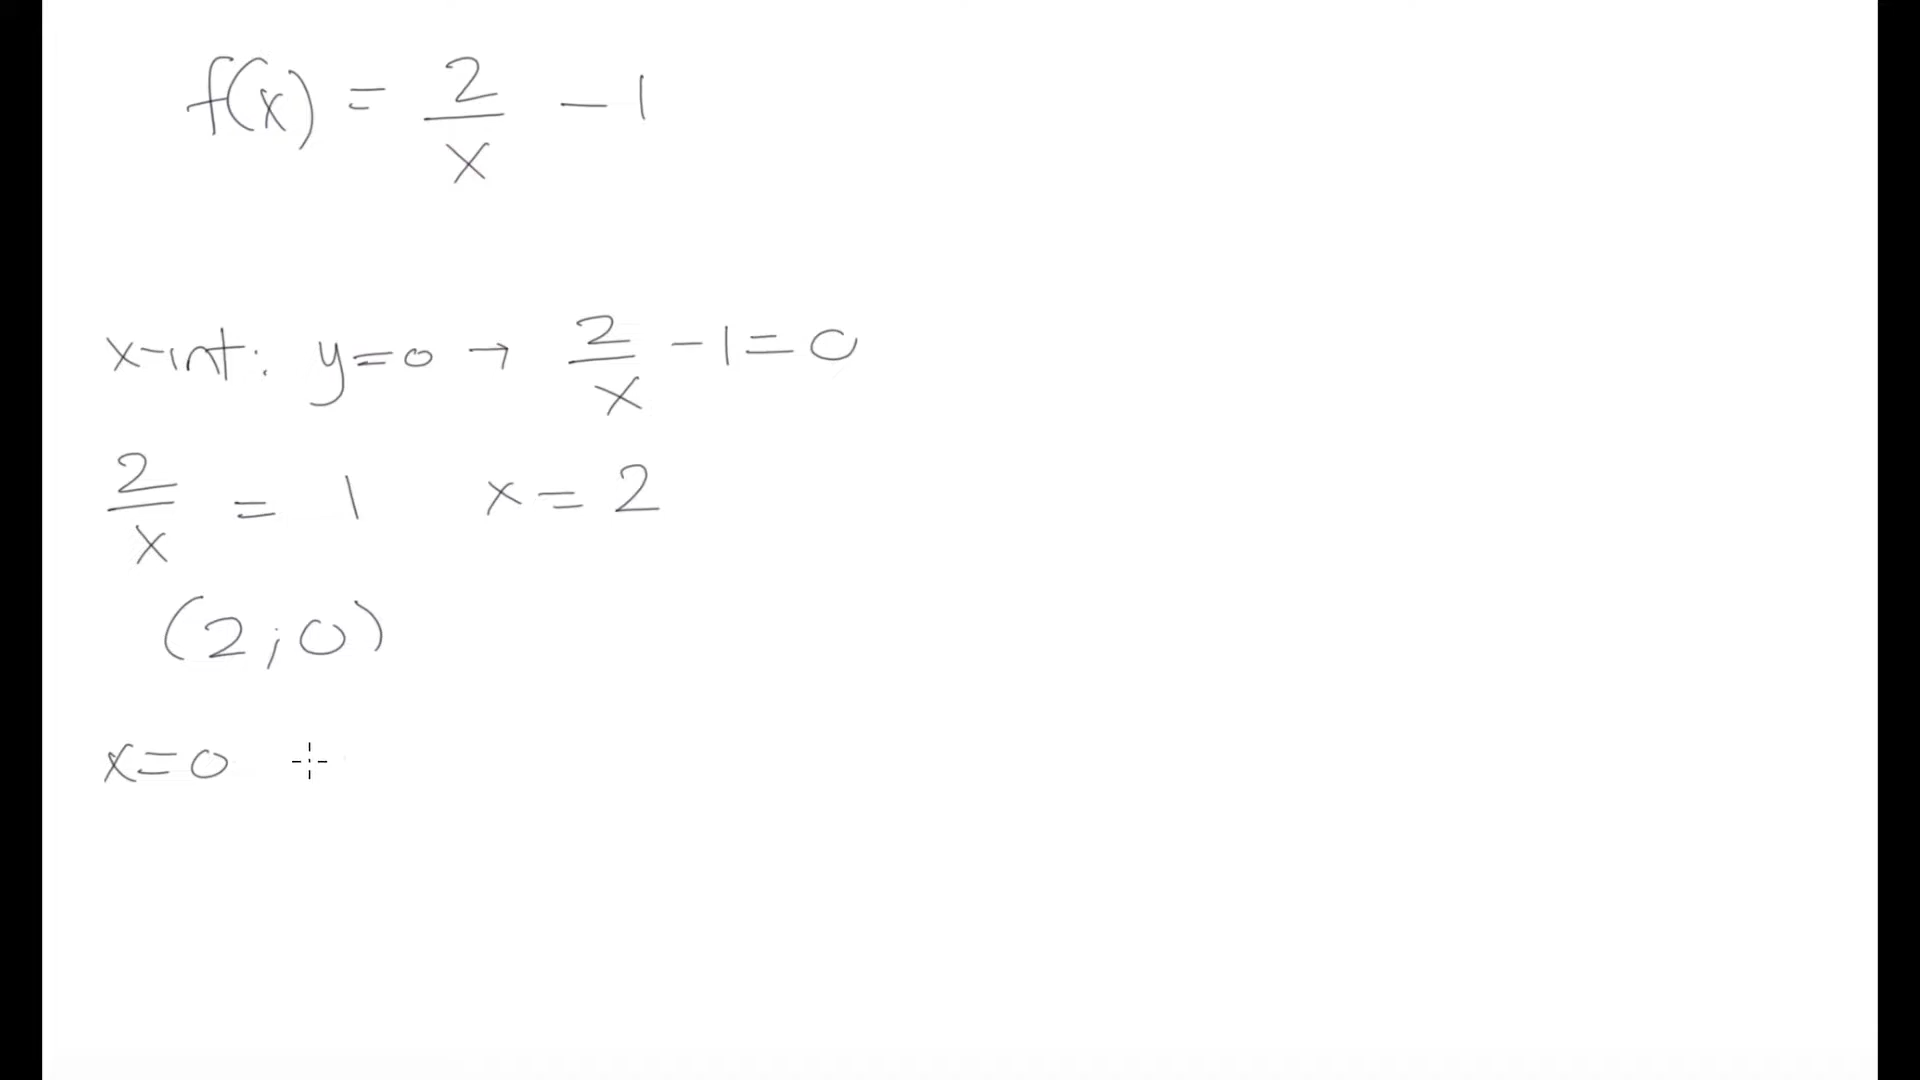 f(x) = 2/x - 1
x-int: y=0 → 2/x - 1 = 0
2/x = 1 x = 2
(2;0)
x=0